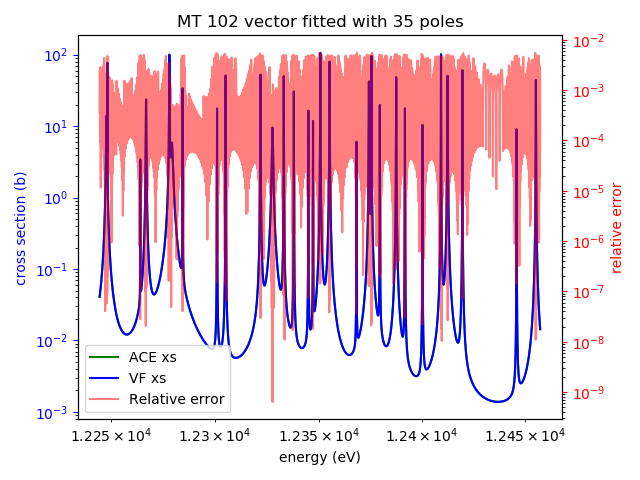 MT 102 vector fitted with 35 poles
10²
10¹
10⁰
10⁻¹
10⁻²
10⁻³
cross section (b)
10⁻²
10⁻³
10⁻⁴
10⁻⁵
10⁻⁶
10⁻⁷
10⁻⁸
10⁻⁹
relative error
ACE xs
VF xs
Relative error
1.225 × 10⁴ 1.23 × 10⁴ 1.235 × 10⁴ 1.24 × 10⁴ 1.245 × 10⁴
energy (eV)